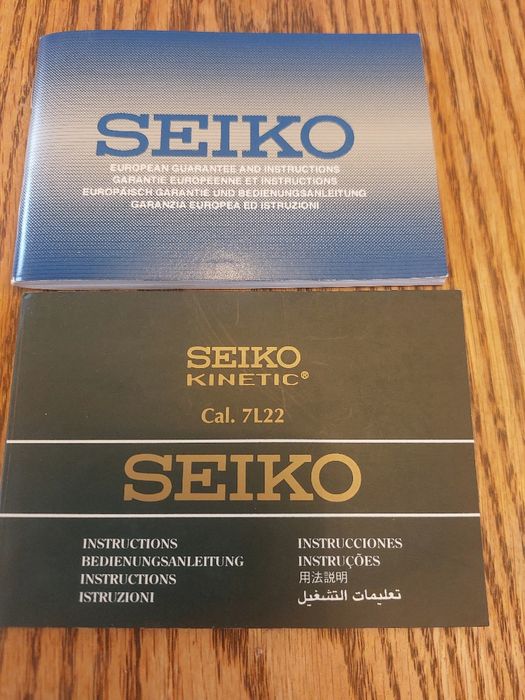 SEIKO
EUROPEAN GUARANTEE AND INSTRUCTIONS
GARANTIE EUROPEENNE ET INSTRUCTIONS
EUROPÄISCH GARANTIE UND BEDIENUNGSANLEITUNG
GARANZIA EUROPEA ED ISTRUZIONI
SEIKO
KINETIC®
Cal. 7L22
SEIKO
INSTRUCTIONS
BEDIENUNGSANLEITUNG
INSTRUCTIONS
ISTRUZIONI
INSTRUCCIONES
INSTRUÇÕES
用法説明
تعليمات التشغيل